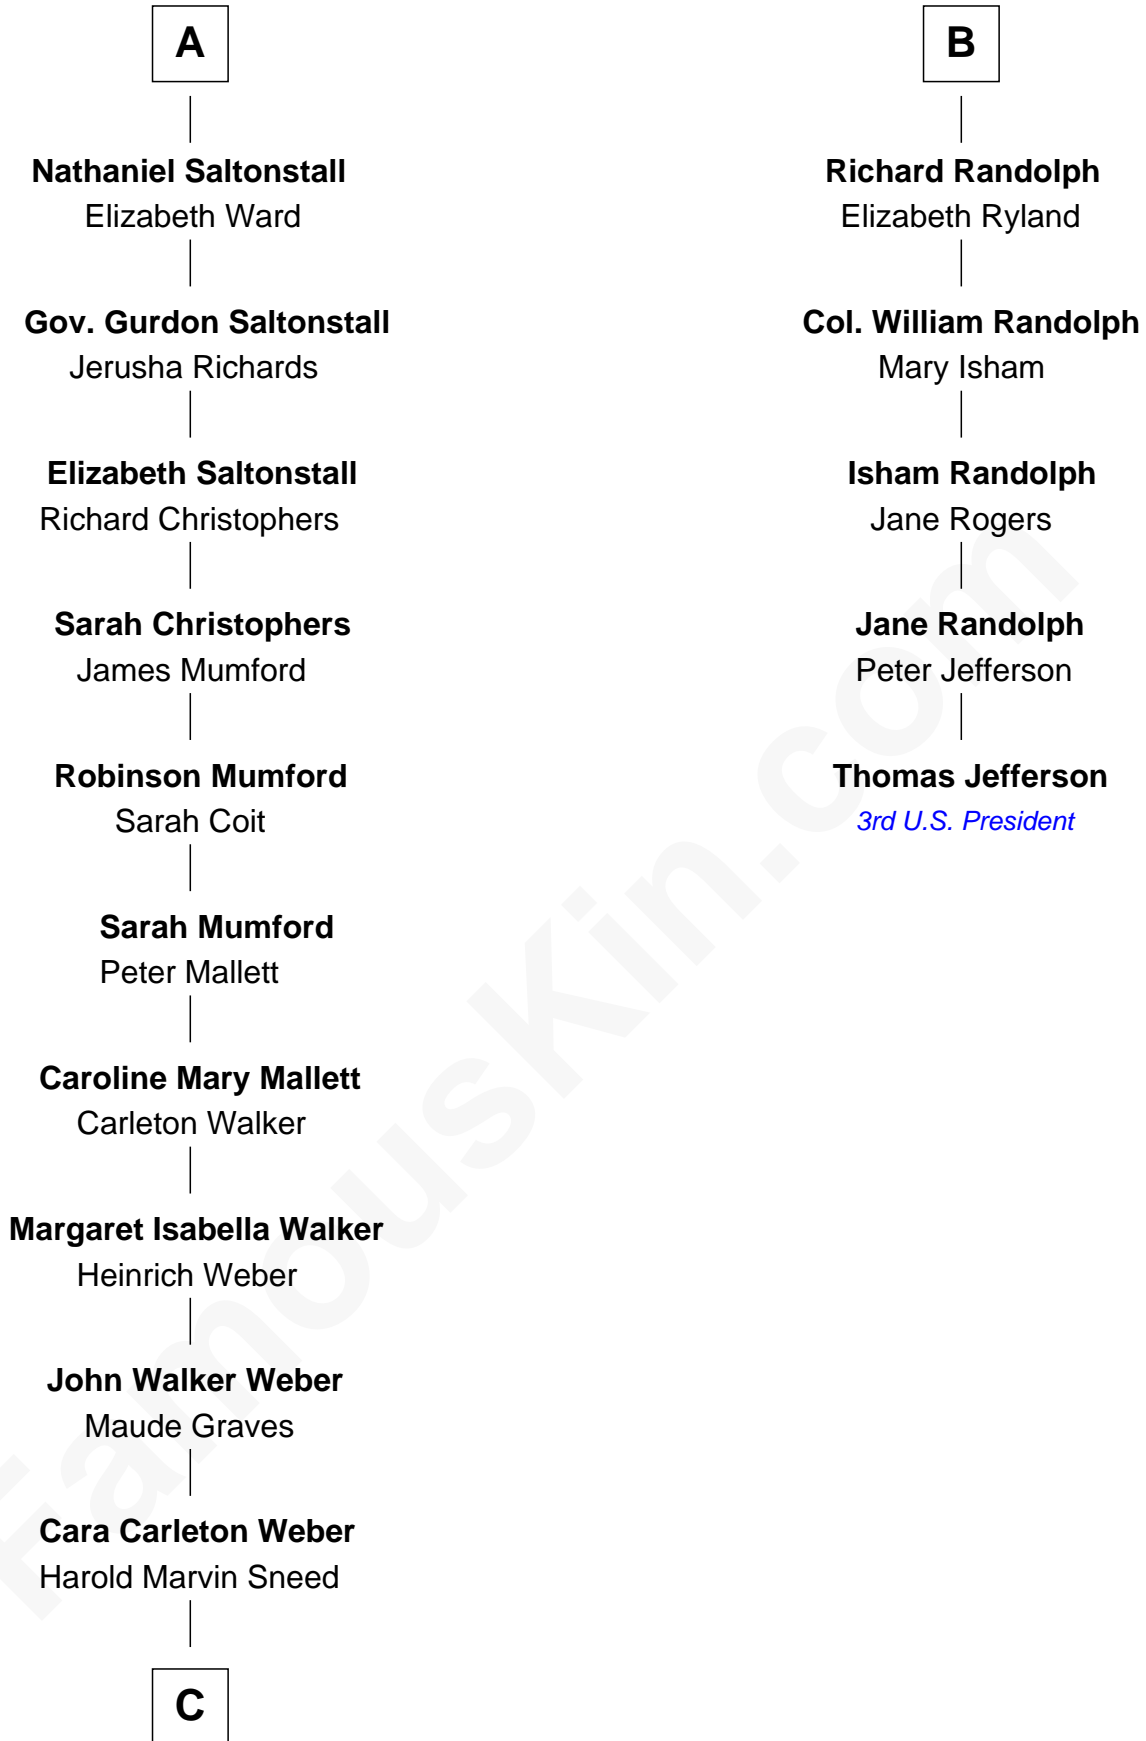 A
Nathaniel Saltonstall
Elizabeth Ward
Gov. Gurdon Saltonstall
Jerusha Richards
Elizabeth Saltonstall
Richard Christophers
Sarah Christophers
James Mumford
Robinson Mumford
Sarah Coit
Sarah Mumford
Peter Mallett
Caroline Mary Mallett
Carleton Walker
Margaret Isabella Walker
Heinrich Weber
John Walker Weber
Maude Graves
Cara Carleton Weber
Harold Marvin Sneed
C
B
Richard Randolph
Elizabeth Ryland
Col. William Randolph
Mary Isham
Isham Randolph
Jane Rogers
Jane Randolph
Peter Jefferson
Thomas Jefferson
3rd U.S. President
FamousKin.com